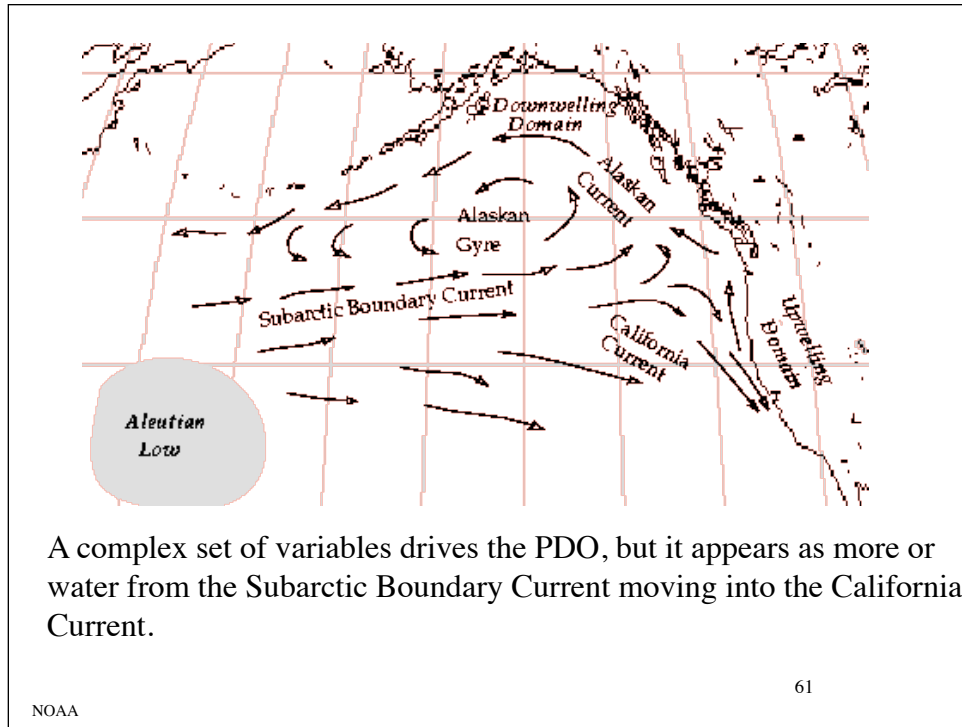 Downwelling
Domain
Alaskan
Current
Alaskan
Gyre
Subarctic Boundary Current
California
Current
Upwelling
Domain
Aleutian
Low
A complex set of variables drives the PDO, but it appears as more or
water from the Subarctic Boundary Current moving into the California
Current.
61
NOAA